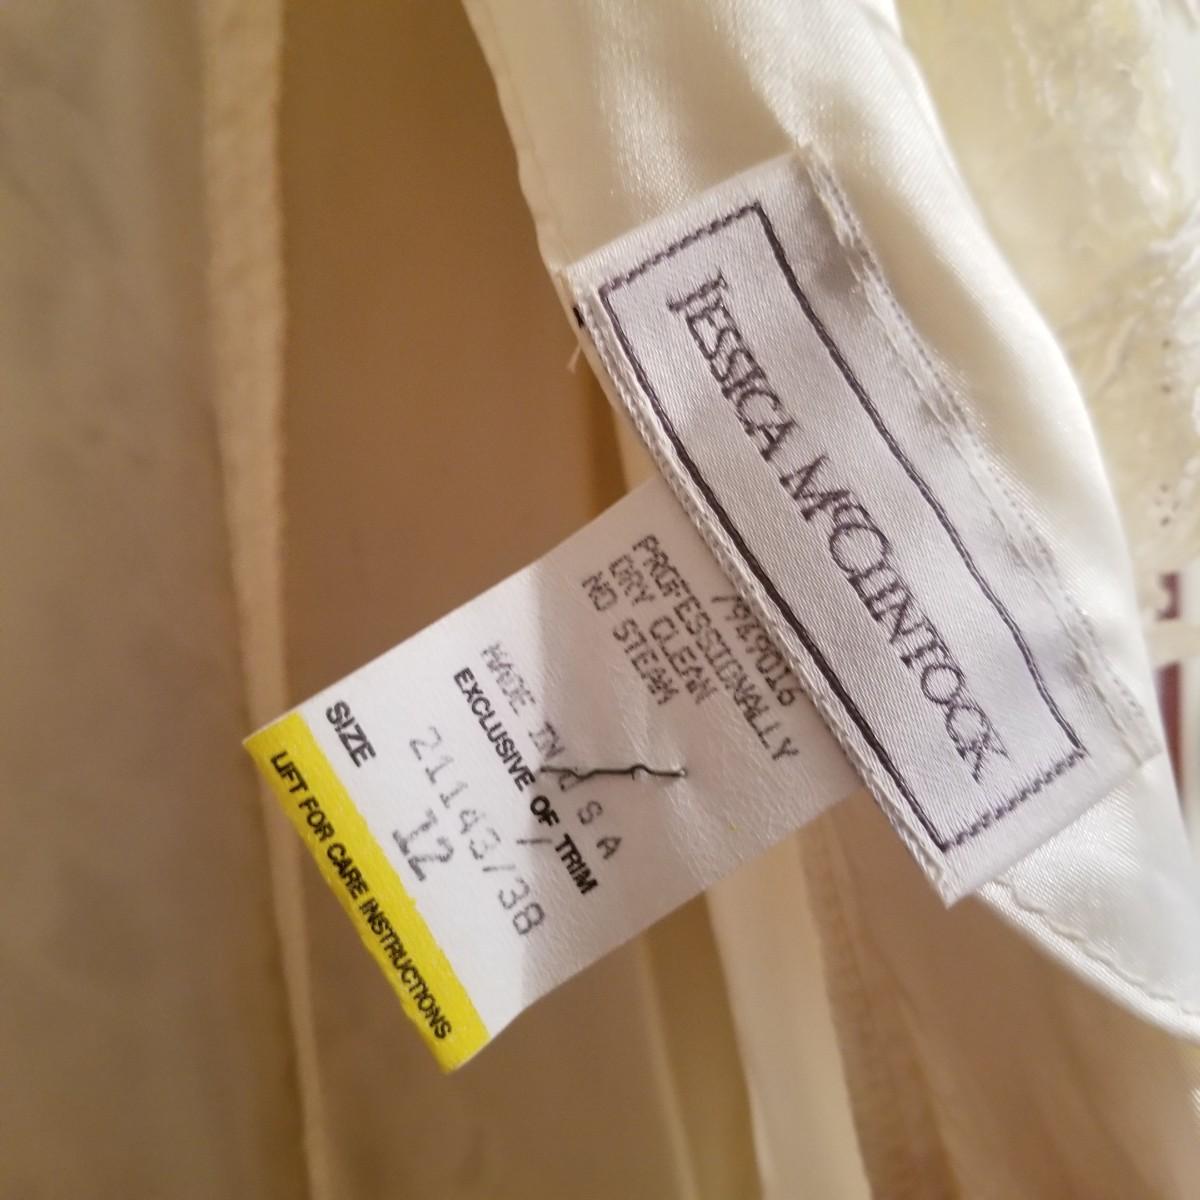 JESSICA McCLINTOCK
7949016
PROFESSIONALLY
DRY CLEAN
NO STEAM
MADE IN U S A
EXCLUSIVE OF TRIM
21143/38
SIZE 12
LIFT FOR CARE INSTRUCTIONS